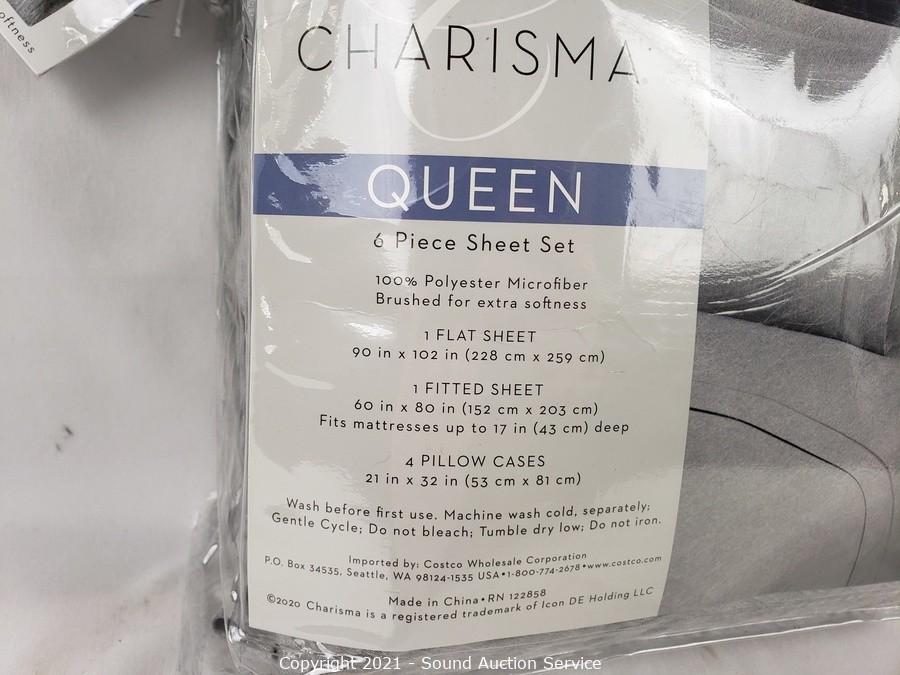 oftness
CHARISMA
QUEEN
6 Piece Sheet Set
100% Polyester Microfiber
Brushed for extra softness
1 FLAT SHEET
90 in x 102 in (228 cm x 259 cm)
1 FITTED SHEET
60 in x 80 in (152 cm x 203 cm)
Fits mattresses up to 17 in (43 cm) deep
4 PILLOW CASES
21 in x 32 in (53 cm x 81 cm)
Wash before first use. Machine wash cold, separately;
Gentle Cycle; Do not bleach; Tumble dry low; Do not iron.
Imported by: Costco Wholesale Corporation
P.O. Box 34535, Seattle, WA 98124-1535 USA•1-800-774-2678•www.costco.com
Made in China•RN 122858
©2020 Charisma is a registered trademark of Icon DE Holding LLC
Copyright 2021 - Sound Auction Service